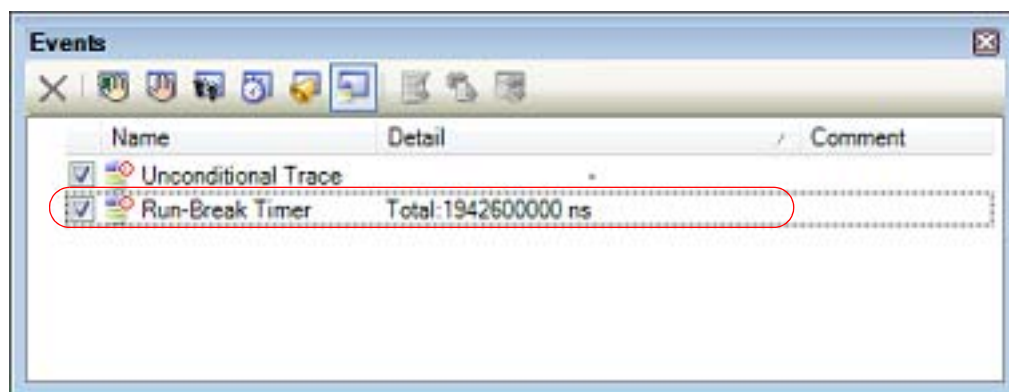 Events
Name Detail Comment
Unconditional Trace -
Run-Break Timer Total:1942600000 ns